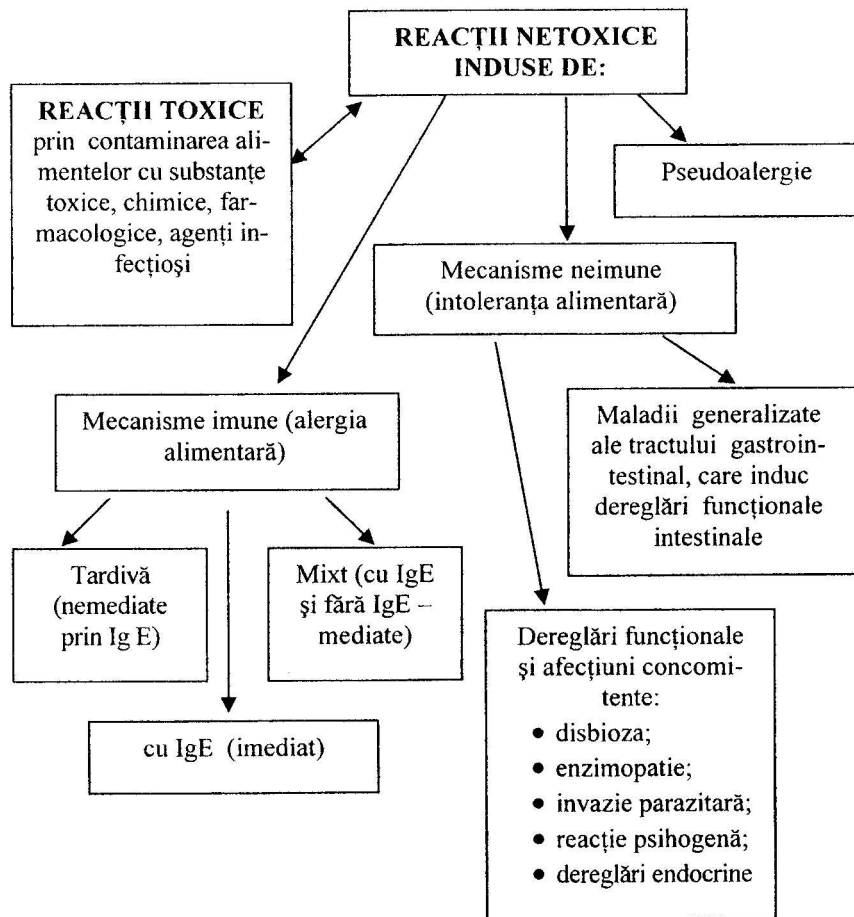 REACȚII NETOXICE
INDUSE DE:
REACȚII TOXICE
prin contaminarea ali-
mentelor cu substanțe
toxice, chimice, far-
macologice, agenți in-
fecțioși
Pseudoalergie
Mecanisme neimune
(intoleranța alimentară)
Mecanisme imune (alergia
alimentară)
Maladii generalizate
ale tractului gastroin-
testinal, care induc
dereglări funcționale
intestinale
Tardivă
(nemediate
prin Ig E)
Mixt (cu IgE
și fără IgE –
mediate)
cu IgE (imediat)
Dereglări funcționale
și afecțiuni concomi-
tente:
• disbioza;
• enzimopatie;
• invazie parazitară;
• reacție psihogenă;
• dereglări endocrine